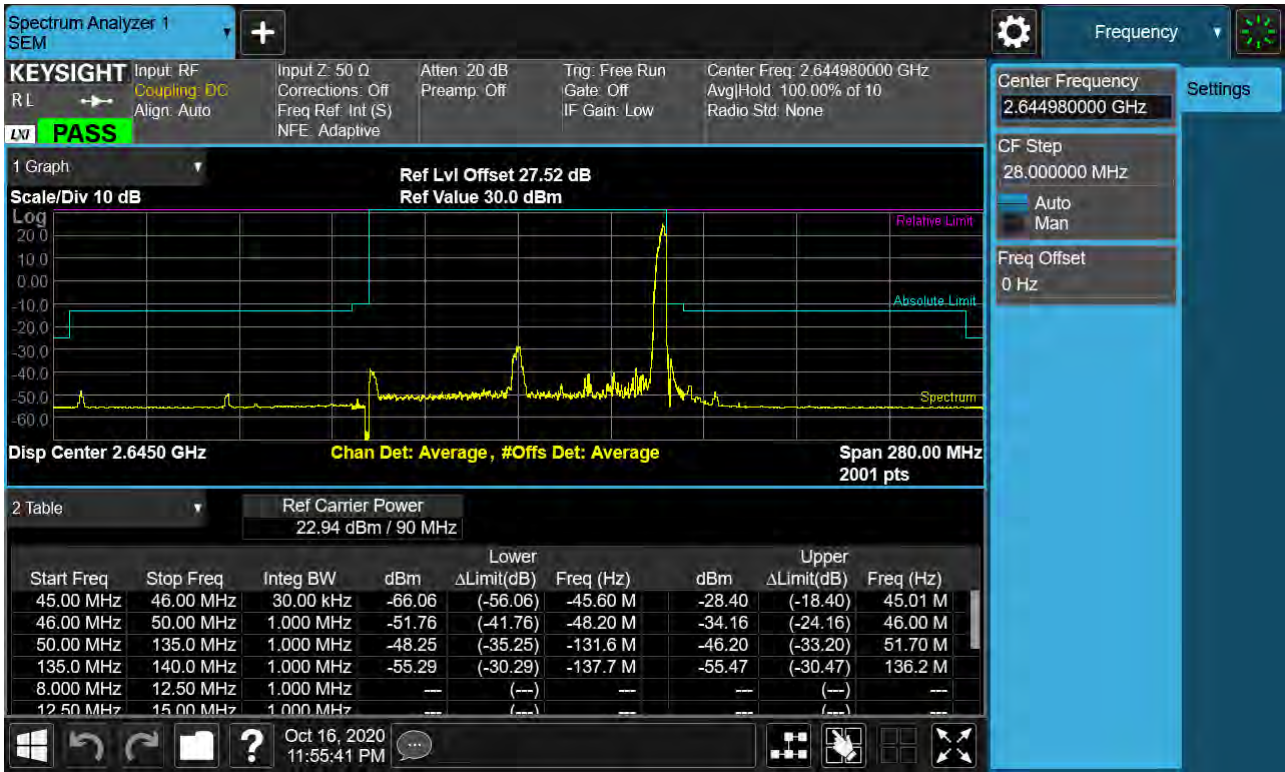 Spectrum Analyzer 1
SEM
+
Frequency
KEYSIGHT
RL
LXI PASS
Input: RF
Coupling: DC
Align: Auto
Input Z: 50 Ω
Corrections: Off
Freq Ref: Int (S)
NFE: Adaptive
Atten: 20 dB
Preamp: Off
Trig: Free Run
Gate: Off
IF Gain: Low
Center Freq: 2.644980000 GHz
Avg|Hold: 100.00% of 10
Radio Std: None
Center Frequency
2.644980000 GHz
Settings
CF Step
28.000000 MHz
Auto
Man
Freq Offset
0 Hz
1 Graph
Scale/Div 10 dB
Ref Lvl Offset 27.52 dB
Ref Value 30.0 dBm
Log
20.0
10.0
0.00
-10.0
-20.0
-30.0
-40.0
-50.0
-60.0
Relative Limit
Absolute Limit
Spectrum
Disp Center 2.6450 GHz
Chan Det: Average, #Offs Det: Average
Span 280.00 MHz
2001 pts
2 Table
Ref Carrier Power
22.94 dBm / 90 MHz
Lower Upper
Start Freq Stop Freq Integ BW dBm ΔLimit(dB) Freq (Hz) dBm ΔLimit(dB) Freq (Hz)
45.00 MHz 46.00 MHz 30.00 kHz -66.06 (-56.06) -45.60 M -28.40 (-18.40) 45.01 M
46.00 MHz 50.00 MHz 1.000 MHz -51.76 (-41.76) -48.20 M -34.16 (-24.16) 46.00 M
50.00 MHz 135.0 MHz 1.000 MHz -48.25 (-35.25) -131.6 M -46.20 (-33.20) 51.70 M
135.0 MHz 140.0 MHz 1.000 MHz -55.29 (-30.29) -137.7 M -55.47 (-30.47) 136.2 M
8.000 MHz 12.50 MHz 1.000 MHz --- (---) --- --- (---) ---
12.50 MHz 15.00 MHz 1.000 MHz --- (---) --- --- (---) ---
?
Oct 16, 2020
11:55:41 PM